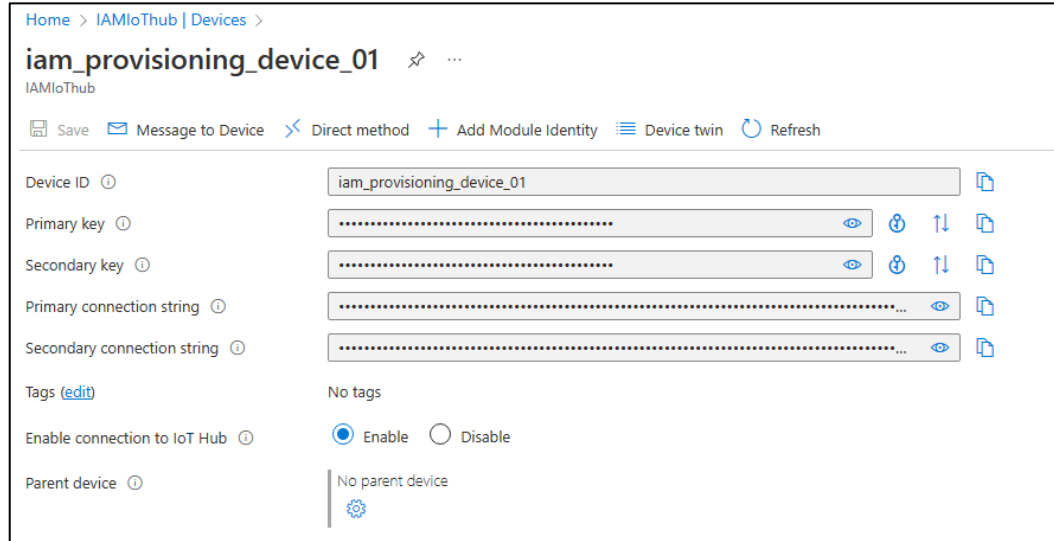 Home > IAMIoThub | Devices >
iam_provisioning_device_01 ...
IAMIoThub
Save Message to Device Direct method Add Module Identity Device twin Refresh
Device ID iam_provisioning_device_01
Primary key ••••••••••••••••••••••••••••••••••••••••••••
Secondary key ••••••••••••••••••••••••••••••••••••••••••••
Primary connection string ••••••••••••••••••••••••••••••••••••••••••••••••••••••••••••••••••••••••••••••••••••••••...
Secondary connection string ••••••••••••••••••••••••••••••••••••••••••••••••••••••••••••••••••••••••••••••••••••••••...
Tags (edit) No tags
Enable connection to IoT Hub Enable Disable
Parent device No parent device